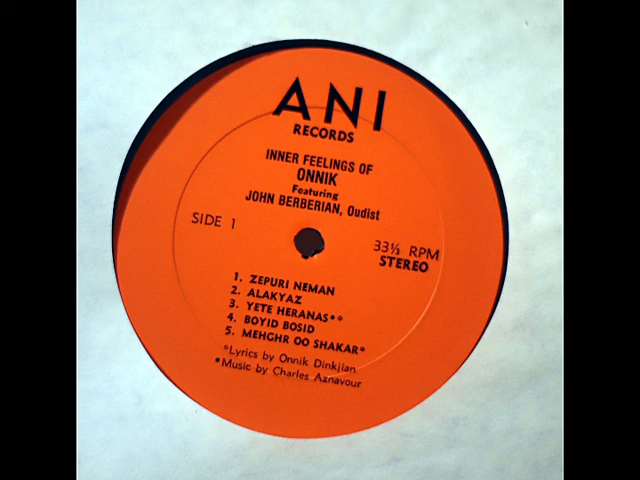 ANI
RECORDS
INNER FEELINGS OF
ONNIK
Featuring
JOHN BERBERIAN, Oudist
SIDE 1
33⅓ RPM
STEREO
1. ZEPURI NEMAN
2. ALAKYAZ
3. YETE HERANAS**
4. BOYID BOSID
5. MEHGHR OO SHAKAR*
*Lyrics by Onnik Dinkjian
•Music by Charles Aznavour